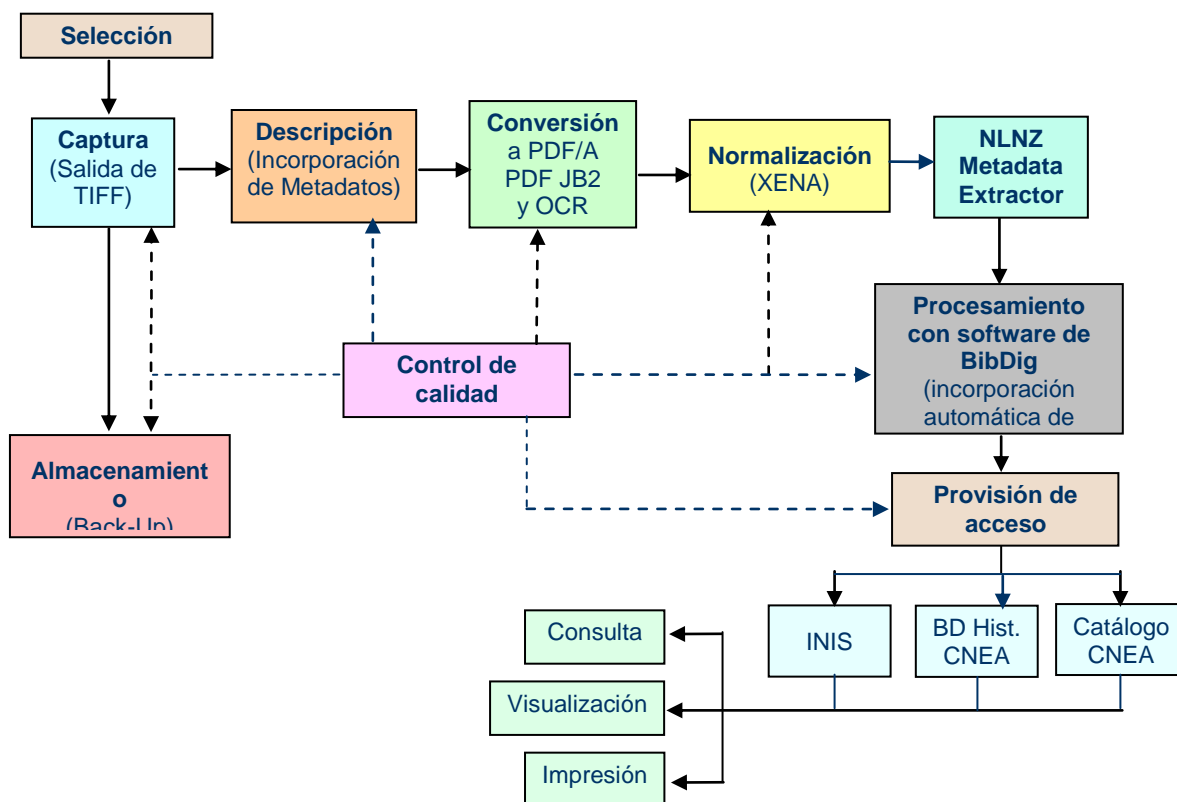 Selección
Captura
(Salida de
TIFF)
Descripción
(Incorporación
de Metadatos)
Conversión
a PDF/A
PDF JB2
y OCR
Normalización
(XENA)
NLNZ
Metadata
Extractor
Procesamiento
con software de
BibDig
(incorporación
automática de
Control de
calidad
Almacenamient
o
(Back-Up)
Provisión de
acceso
INIS
BD Hist.
CNEA
Catálogo
CNEA
Consulta
Visualización
Impresión